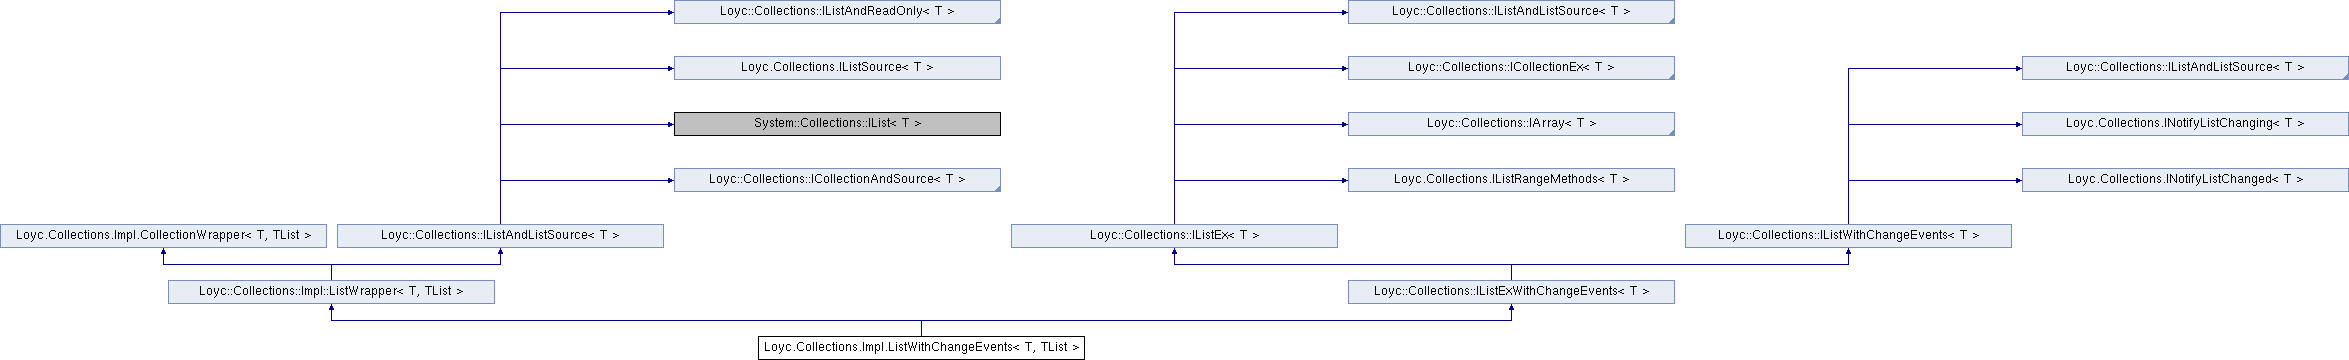 Loyc::Collections::IListAndReadOnly< T >
Loyc::Collections::IListAndListSource< T >
Loyc.Collections.IListSource< T >
Loyc::Collections::ICollectionEx< T >
Loyc::Collections::IListAndListSource< T >
System::Collections::IList< T >
Loyc::Collections::IArray< T >
Loyc.Collections.INotifyListChanging< T >
Loyc::Collections::ICollectionAndSource< T >
Loyc.Collections.IListRangeMethods< T >
Loyc.Collections.INotifyListChanged< T >
Loyc.Collections.Impl.CollectionWrapper< T, TList >
Loyc::Collections::IListAndListSource< T >
Loyc::Collections::IListEx< T >
Loyc::Collections::IListWithChangeEvents< T >
Loyc::Collections::Impl::ListWrapper< T, TList >
Loyc::Collections::IListExWithChangeEvents< T >
Loyc.Collections.Impl.ListWithChangeEvents< T, TList >